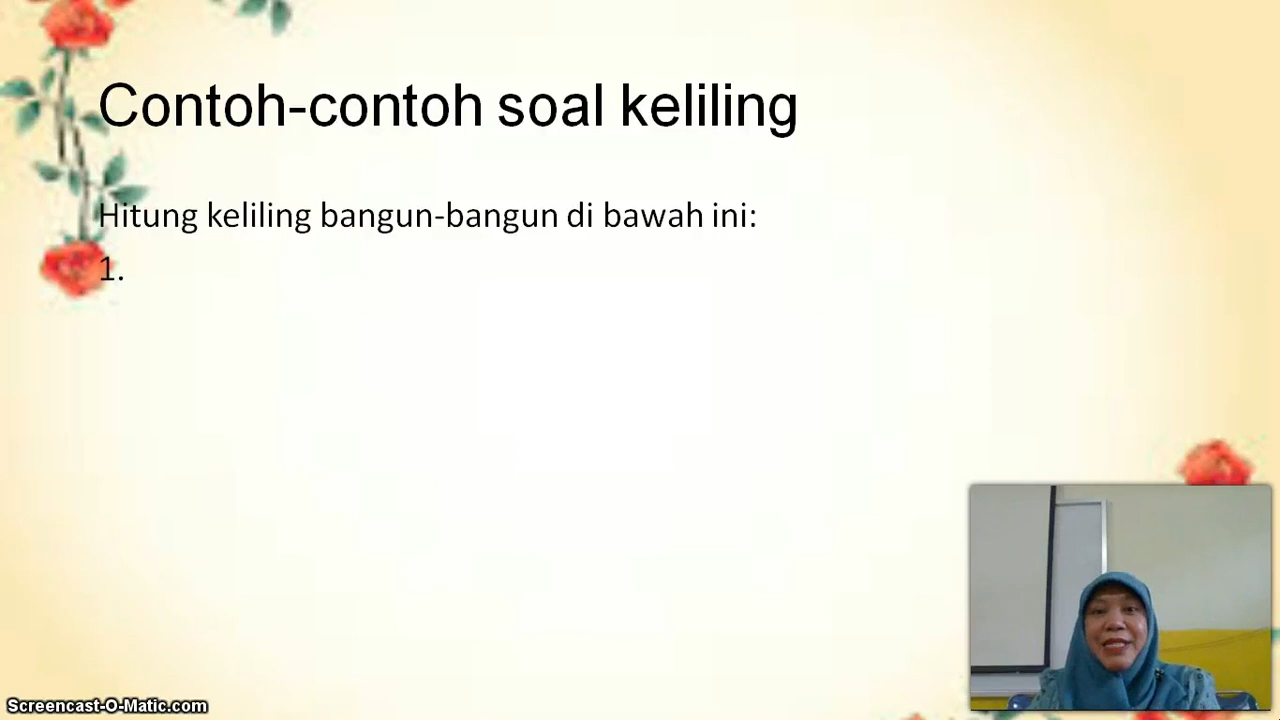 Contoh-contoh soal keliling
Hitung keliling bangun-bangun di bawah ini:
1.
Screencast-O-Matic.com